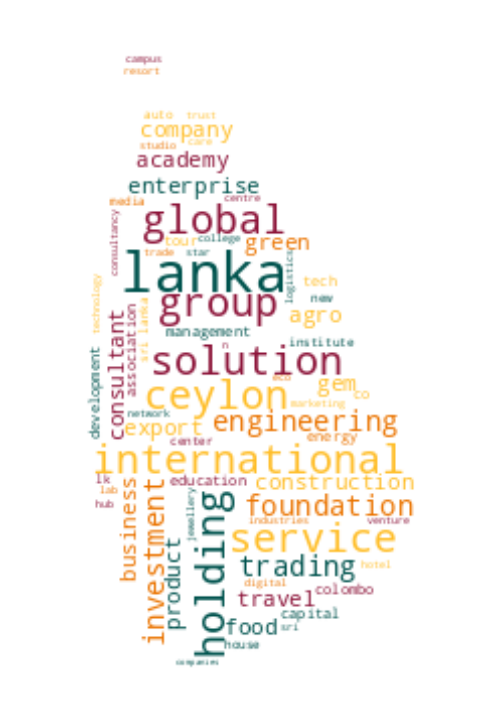 campus
resort
auto trust
company
studio care
academy
enterprise
media centre
global
consultancy
tour college green
trade star
lanka
logistics
technology
tech
group
new
sri lanka
association
agro
consultant
management
institute
n
solution
development
eco
gem
co
ceylon
marketing
network
export
engineering
center
energy
international
lk
education
construction
lab
business
investment
hub
holding
jewellery
foundation
industries
venture
service
product
trading
hotel
digital
travel
colombo
capital
food
sri
house
companies